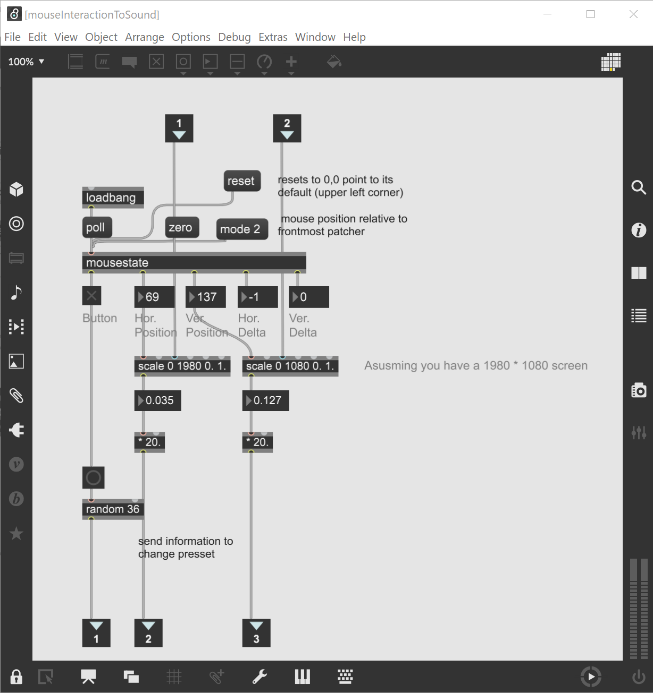 [mouseInteractionToSound]
File Edit View Object Arrange Options Debug Extras Window Help
100%
1 2
reset
resets to 0,0 point to its
default (upper left corner)
loadbang
poll zero mode 2
mouse position relative to
frontmost patcher
mousestate
69 137 -1 0
Button
Hor.
Position
Ver.
Position
Hor.
Delta
Ver.
Delta
scale 0 1980 0. 1. scale 0 1080 0. 1. Asusming you have a 1980 * 1080 screen
0.035 0.127
* 20. * 20.
random 36
send information to
change presset
1 2 3